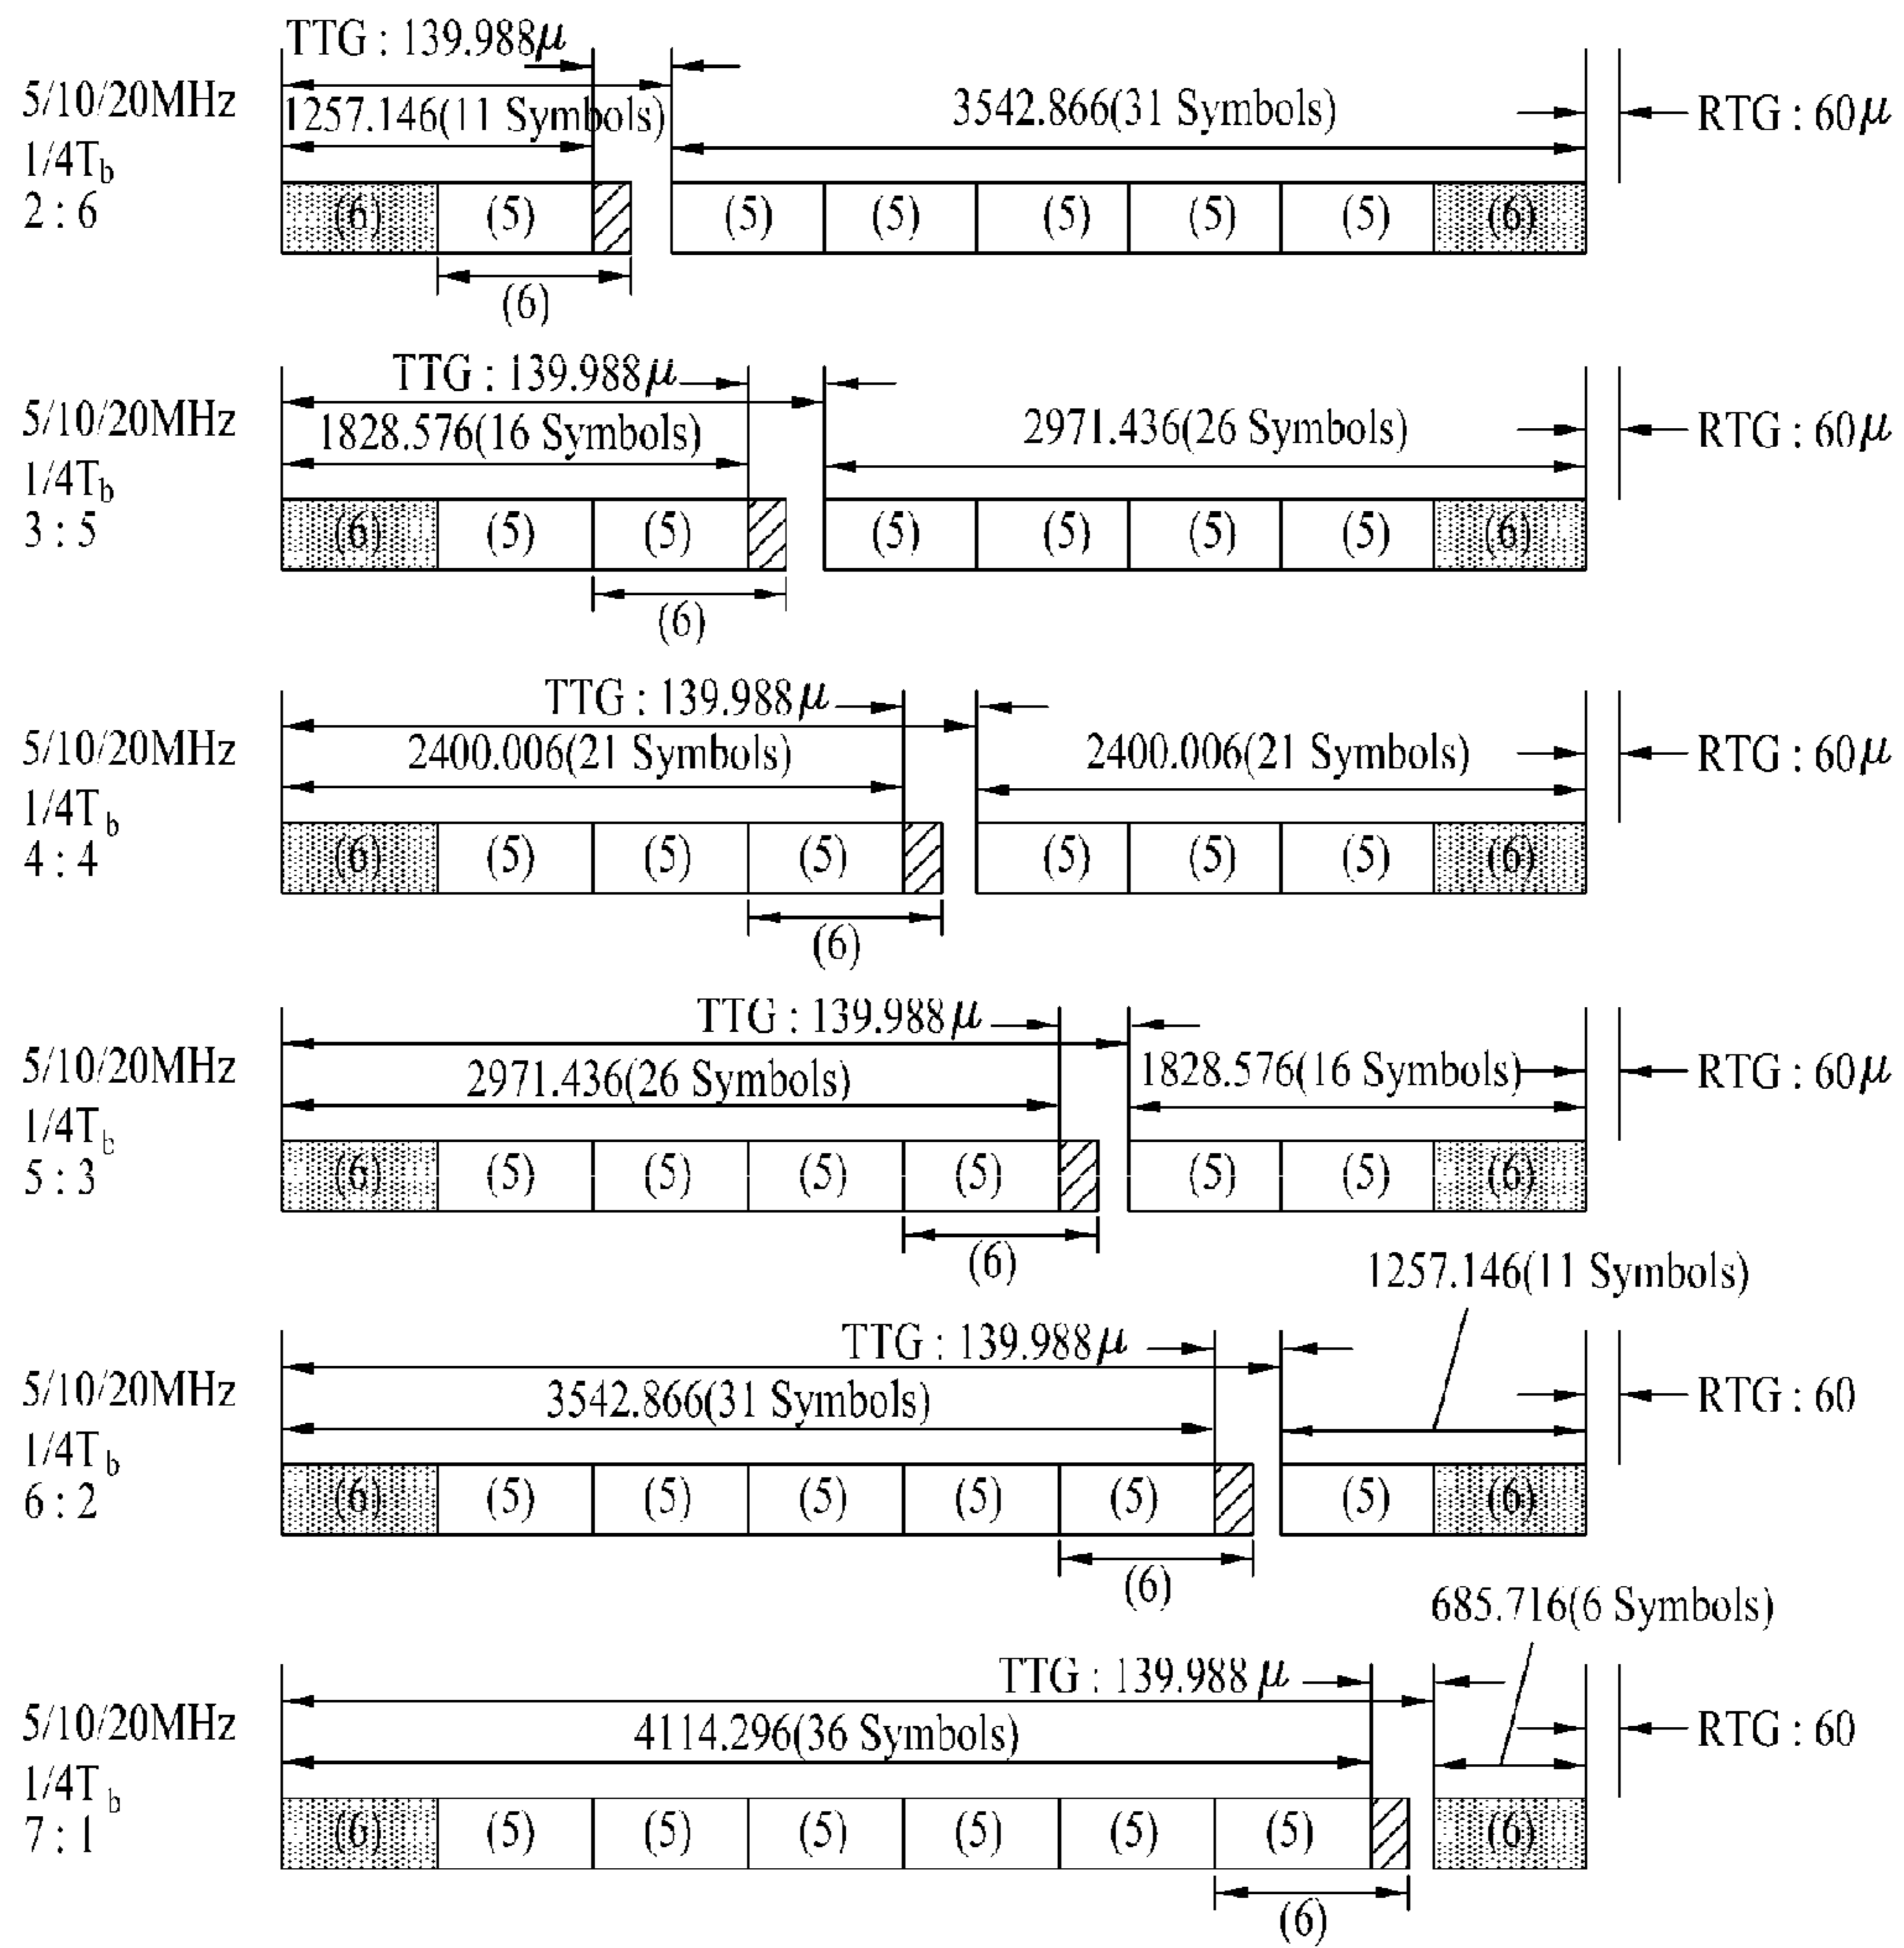 TTG : 139.988μ
5/10/20MHz
1257.146(11 Symbols)
3542.866(31 Symbols)
RTG : 60μ
1/4Tb
2 : 6
(6) (5) (5) (5) (5) (5) (5) (6)
(6)
TTG : 139.988μ
5/10/20MHz
1828.576(16 Symbols)
2971.436(26 Symbols)
RTG : 60μ
1/4Tb
3 : 5
(6) (5) (5) (5) (5) (5) (5) (6)
(6)
TTG : 139.988μ
5/10/20MHz
2400.006(21 Symbols)
2400.006(21 Symbols)
RTG : 60μ
1/4Tb
4 : 4
(6) (5) (5) (5) (5) (5) (5) (6)
(6)
TTG : 139.988μ
5/10/20MHz
2971.436(26 Symbols)
1828.576(16 Symbols)
RTG : 60μ
1/4Tb
5 : 3
(6) (5) (5) (5) (5) (5) (5) (6)
(6)
1257.146(11 Symbols)
TTG : 139.988μ
5/10/20MHz
3542.866(31 Symbols)
RTG : 60
1/4Tb
6 : 2
(6) (5) (5) (5) (5) (5) (5) (6)
(6)
685.716(6 Symbols)
TTG : 139.988μ
5/10/20MHz
4114.296(36 Symbols)
RTG : 60
1/4Tb
7 : 1
(6) (5) (5) (5) (5) (5) (5) (6)
(6)